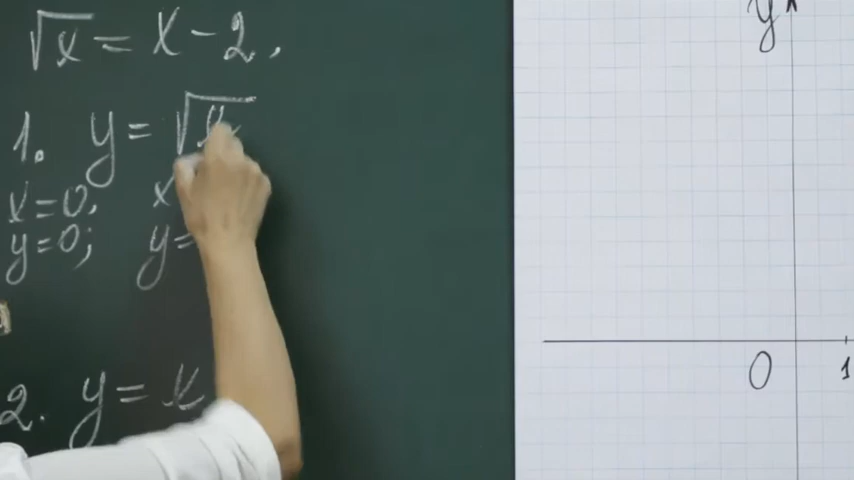 √x = x - 2,
1. y = √x
x = 0, x
y = 0; y =
2. y = x
y
0
1